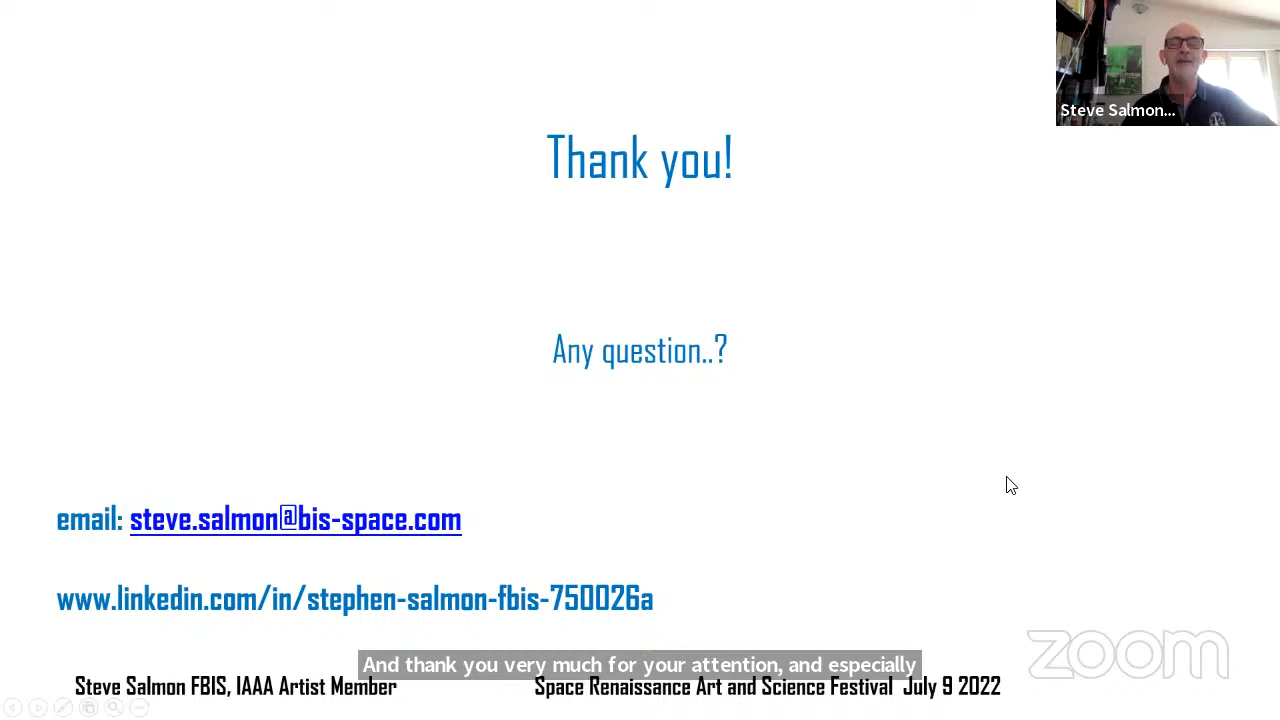 Steve Salmon...
Thank you!
Any question..?
email: steve.salmon@bis-space.com
www.linkedin.com/in/stephen-salmon-fbis-750026a
zoom
And thank you very much for your attention, and especially
Steve Salmon FBIS, IAAA Artist Member
Space Renaissance Art and Science Festival July 9 2022